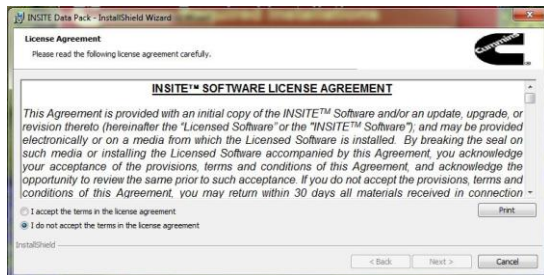 INSITE Data Pack - InstallShield Wizard
License Agreement
Please read the following license agreement carefully.
Cummins
INSITE™ SOFTWARE LICENSE AGREEMENT
This Agreement is provided with an initial copy of the INSITE™ Software and/or an update, upgrade, or
revision thereto (hereinafter the "Licensed Software" or the "INSITE™ Software"); and may be provided
electronically or on a media from which the Licensed Software is installed. By breaking the seal on
such media or installing the Licensed Software accompanied by this Agreement, you acknowledge
your acceptance of the provisions, terms and conditions of this Agreement, and acknowledge the
opportunity to review the same prior to such acceptance. If you do not accept the provisions, terms and
conditions of this Agreement, you may return within 30 days all materials received in connection
I accept the terms in the license agreement
Print
I do not accept the terms in the license agreement
InstallShield
< Back Next > Cancel